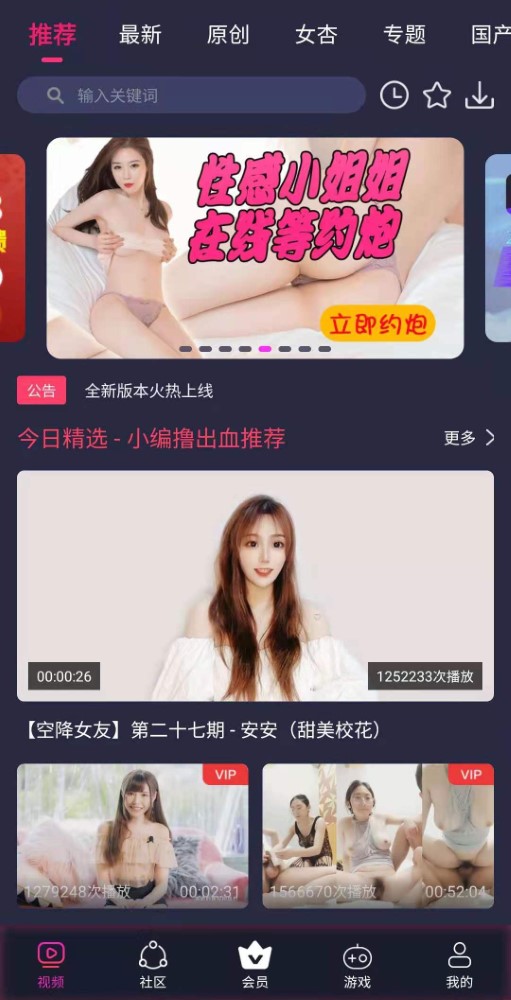 推荐 最新 原创 女杏 专题 国产
输入关键词
性感小姐姐
在线等约炮
立即约炮
公告 全新版本火热上线
今日精选 - 小编撸出血推荐 更多
00:00:26 1252233次播放
【空降女友】第二十七期 - 安安（甜美校花）
VIP VIP
1279248次播放 00:02:31 1566670次播放 00:52:04
视频 社区 会员 游戏 我的